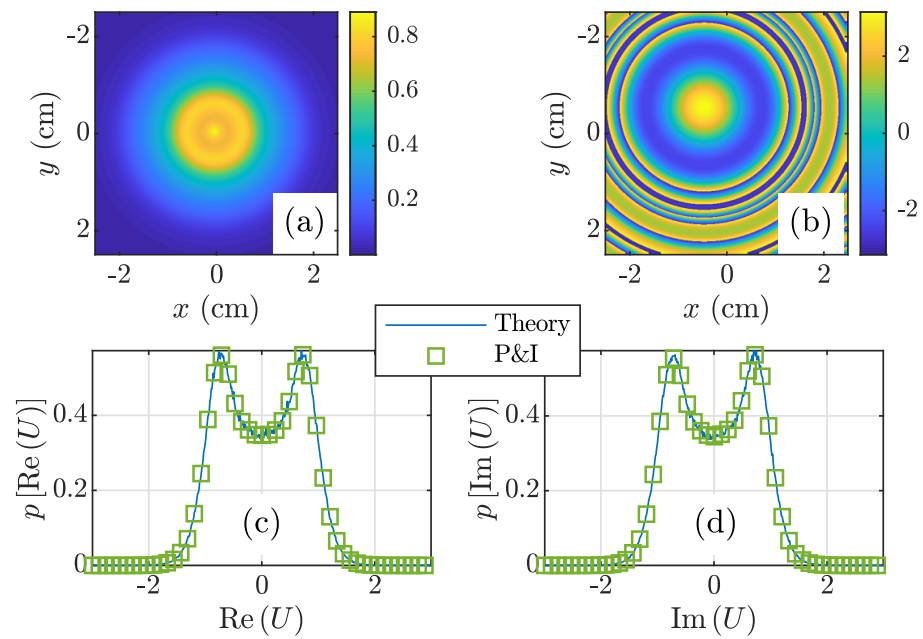 -2
0
2
y (cm)
(a)
-2 0 2
x (cm)
0.8
0.6
0.4
0.2
-2
0
2
y (cm)
(b)
-2 0 2
x (cm)
2
0
-2
Theory
P&I
0.4
0.2
0
p [Re (U)]
(c)
-2 0 2
Re (U)
0.4
0.2
0
p [Im (U)]
(d)
-2 0 2
Im (U)